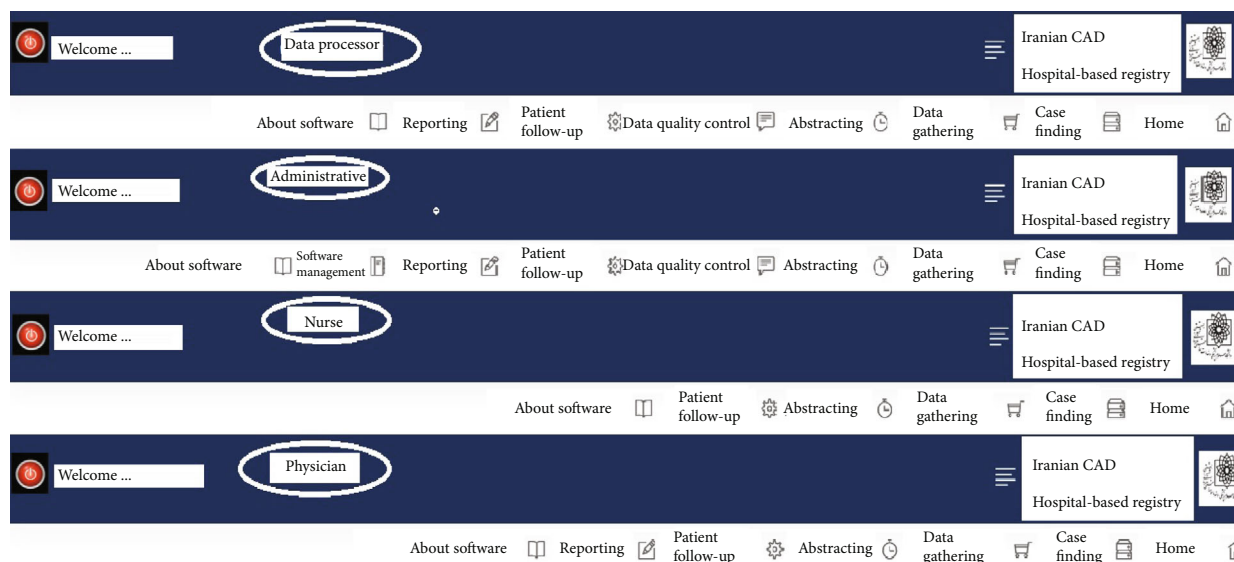 Welcome ...
Data processor
Iranian CAD
Hospital-based registry
About software
Reporting
Patient
follow-up
Data quality control
Abstracting
Data
gathering
Case
finding
Home
Welcome ...
Administrative
Iranian CAD
Hospital-based registry
About software
Software
management
Reporting
Patient
follow-up
Data quality control
Abstracting
Data
gathering
Case
finding
Home
Welcome ...
Nurse
Iranian CAD
Hospital-based registry
About software
Patient
follow-up
Abstracting
Data
gathering
Case
finding
Home
Welcome ...
Physician
Iranian CAD
Hospital-based registry
About software
Reporting
Patient
follow-up
Abstracting
Data
gathering
Case
finding
Home